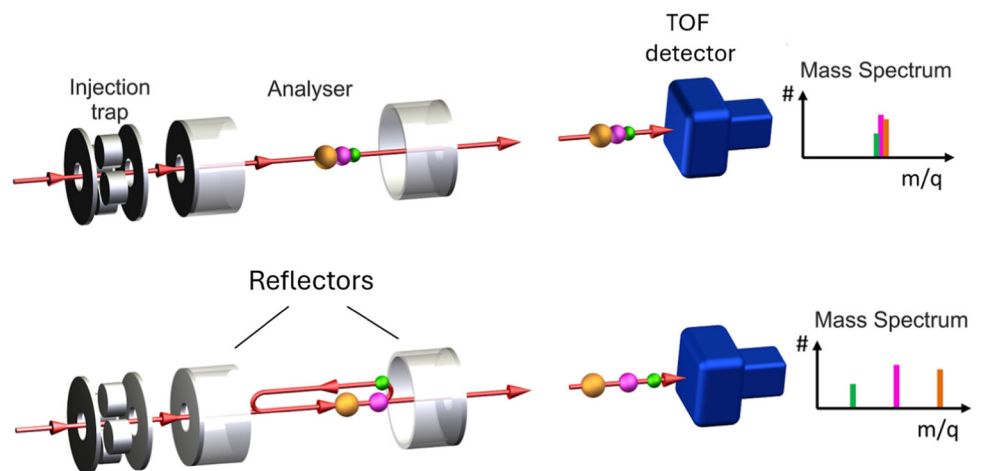 TOF
detector
Injection
trap
Analyser
Mass Spectrum
#
m/q
Reflectors
Mass Spectrum
#
m/q